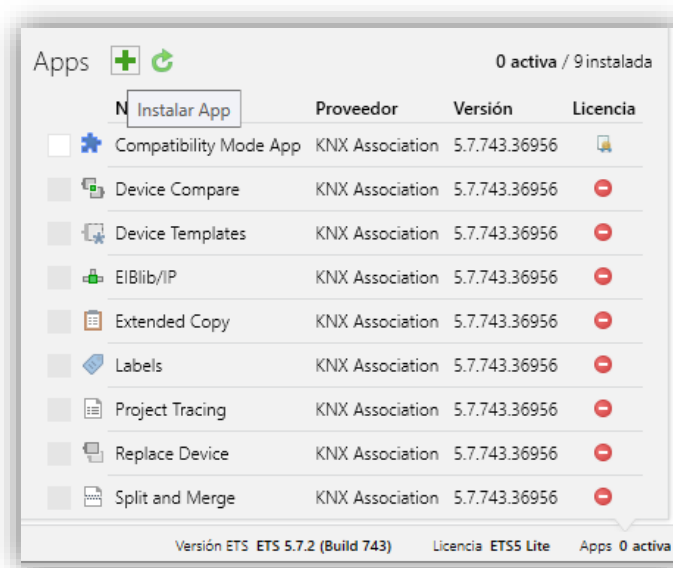 Apps 0 activa / 9 instalada
N Instalar App Proveedor Versión Licencia
Compatibility Mode App KNX Association 5.7.743.36956
Device Compare KNX Association 5.7.743.36956
Device Templates KNX Association 5.7.743.36956
EIBlib/IP KNX Association 5.7.743.36956
Extended Copy KNX Association 5.7.743.36956
Labels KNX Association 5.7.743.36956
Project Tracing KNX Association 5.7.743.36956
Replace Device KNX Association 5.7.743.36956
Split and Merge KNX Association 5.7.743.36956
Versión ETS ETS 5.7.2 (Build 743) Licencia ETS5 Lite Apps 0 activa